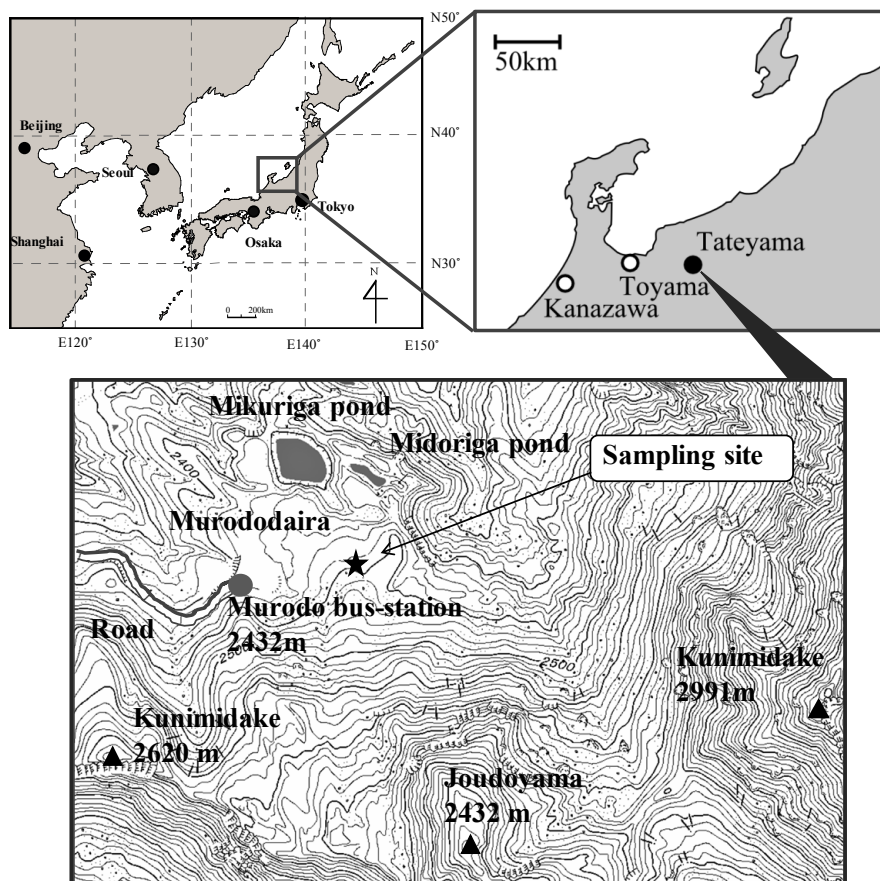 N50°
Beijing
N40°
Seoul
Tokyo
Shanghai
Osaka
N
N30°
0 200km
E120°
E130°
E140°
E150°
50km
Tateyama
Toyama
Kanazawa
Mikuriga pond
Midoriga pond
Sampling site
2400
Murododaira
Murodo bus-station
2432m
Road
2500
2500
Kunimidake
2991m
Kunimidake
2620 m
Joudoyama
2432 m